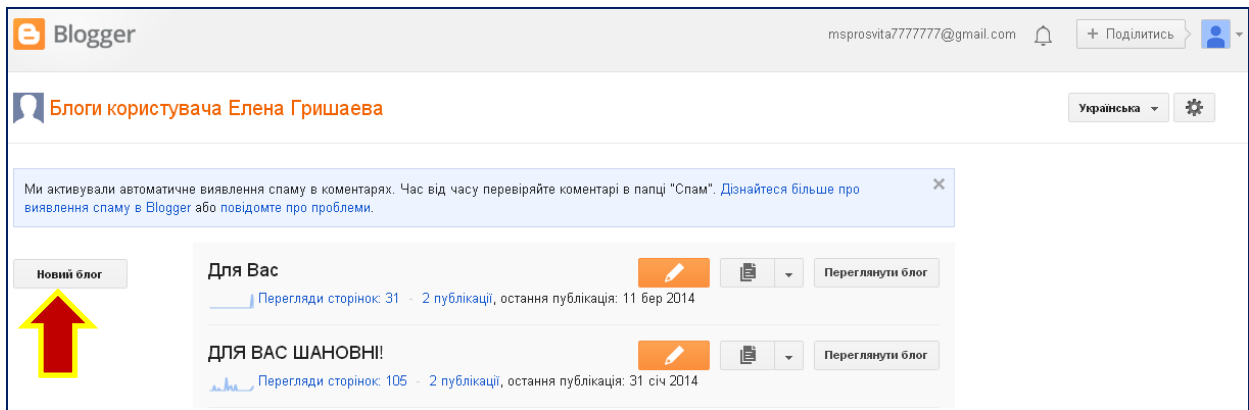 Blogger
msprosvita7777777@gmail.com
+ Поділитись
Блоги користувача Елена Гришаева
Українська
Ми активували автоматичне виявлення спаму в коментарях. Час від часу перевіряйте коментарі в папці "Спам". Дізнайтеся більше про
виявлення спаму в Blogger або повідомте про проблеми.
Новий блог
Для Вас
Переглянути блог
Перегляди сторінок: 31 - 2 публікації, остання публікація: 11 бер 2014
ДЛЯ ВАС ШАНОВНІ!
Переглянути блог
Перегляди сторінок: 105 - 2 публікації, остання публікація: 31 січ 2014